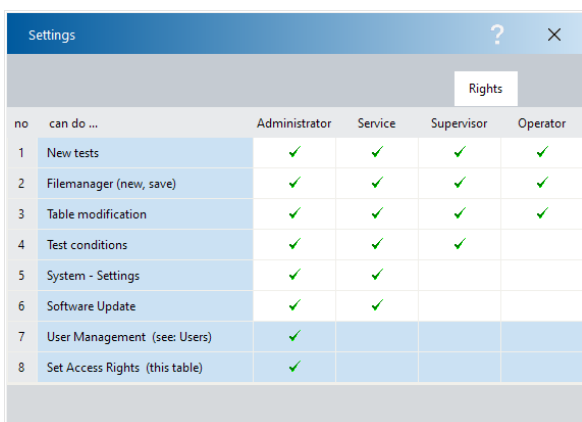 Settings ?
Rights
no can do ... Administrator Service Supervisor Operator
1 New tests ✓ ✓ ✓ ✓
2 Filemanager (new, save) ✓ ✓ ✓ ✓
3 Table modification ✓ ✓ ✓ ✓
4 Test conditions ✓ ✓ ✓
5 System - Settings ✓ ✓
6 Software Update ✓ ✓
7 User Management (see: Users) ✓
8 Set Access Rights (this table) ✓